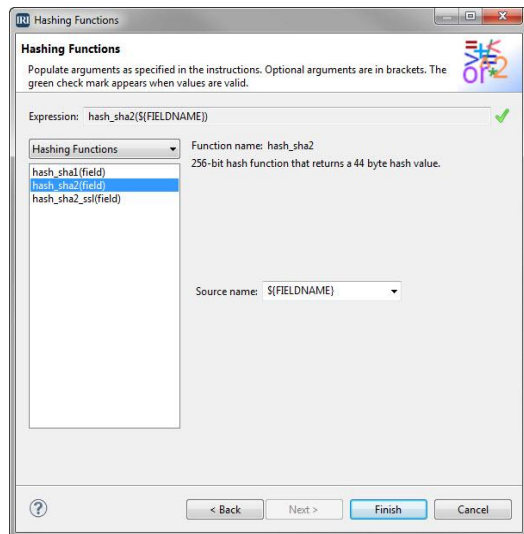 IRI Hashing Functions
Hashing Functions
Populate arguments as specified in the instructions. Optional arguments are in brackets. The
green check mark appears when values are valid.
Expression: hash_sha2(${FIELDNAME})
Hashing Functions
Function name: hash_sha2
256-bit hash function that returns a 44 byte hash value.
hash_sha1(field)
hash_sha2(field)
hash_sha2_ssl(field)
Source name: ${FIELDNAME}
< Back Next > Finish Cancel